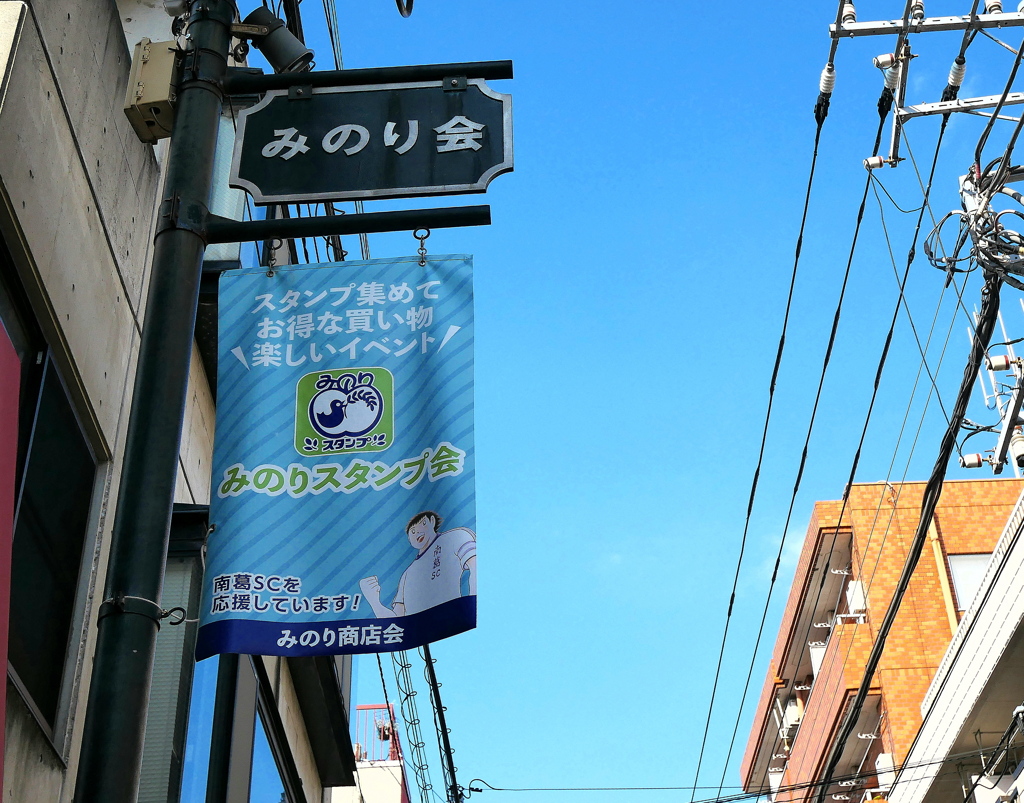 みのり会
スタンプ集めて
お得な買い物
楽しいイベント
みのり
スタンプ
みのりスタンプ会
南葛SC
南葛SCを
応援しています!
みのり商店会